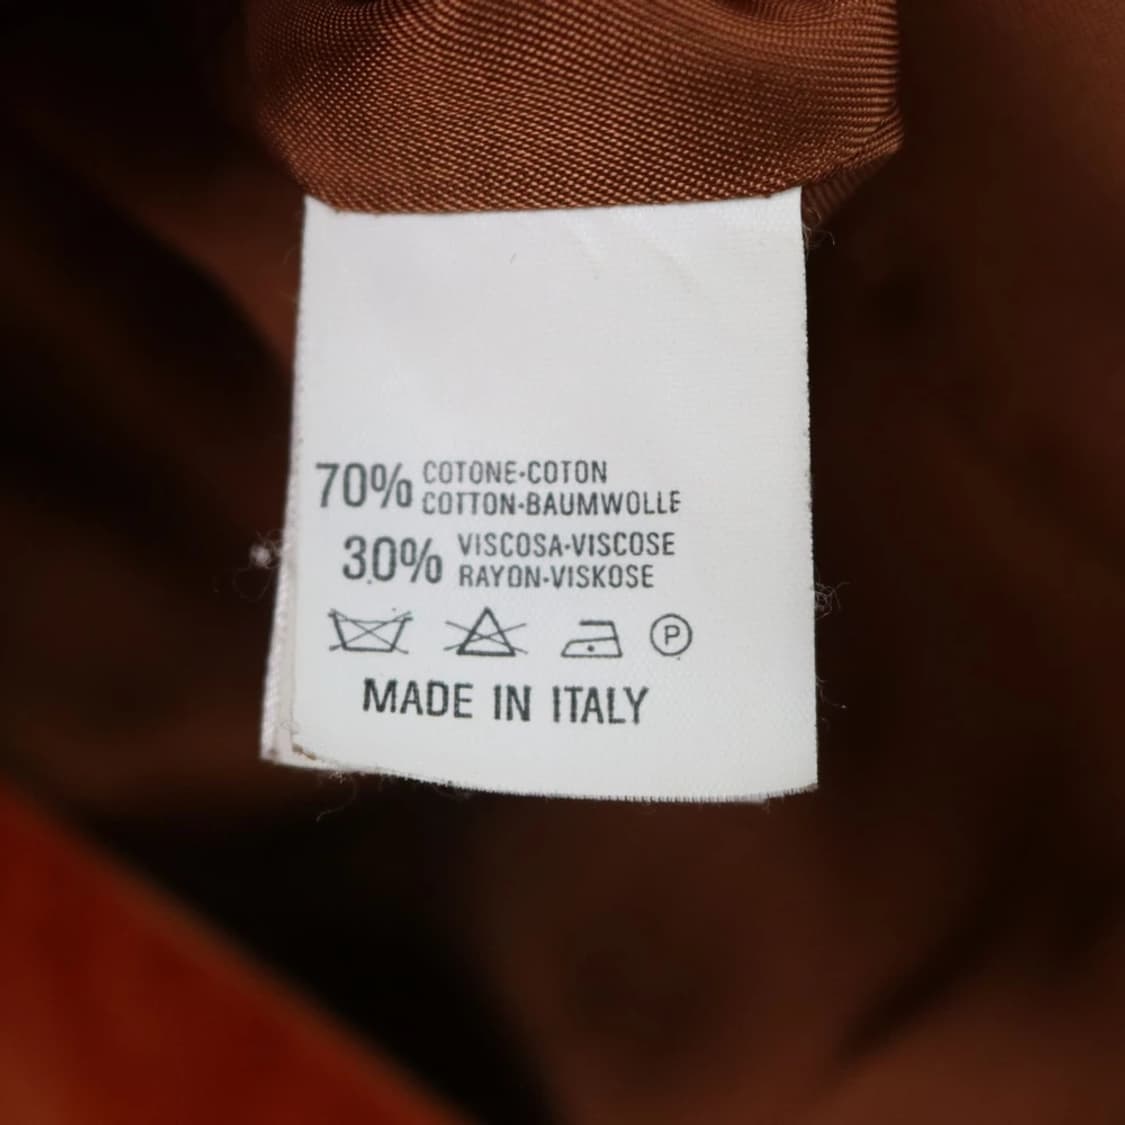 70% COTONE-COTON
COTTON-BAUMWOLLE
30% VISCOSA-VISCOSE
RAYON-VISKOSE
P
MADE IN ITALY